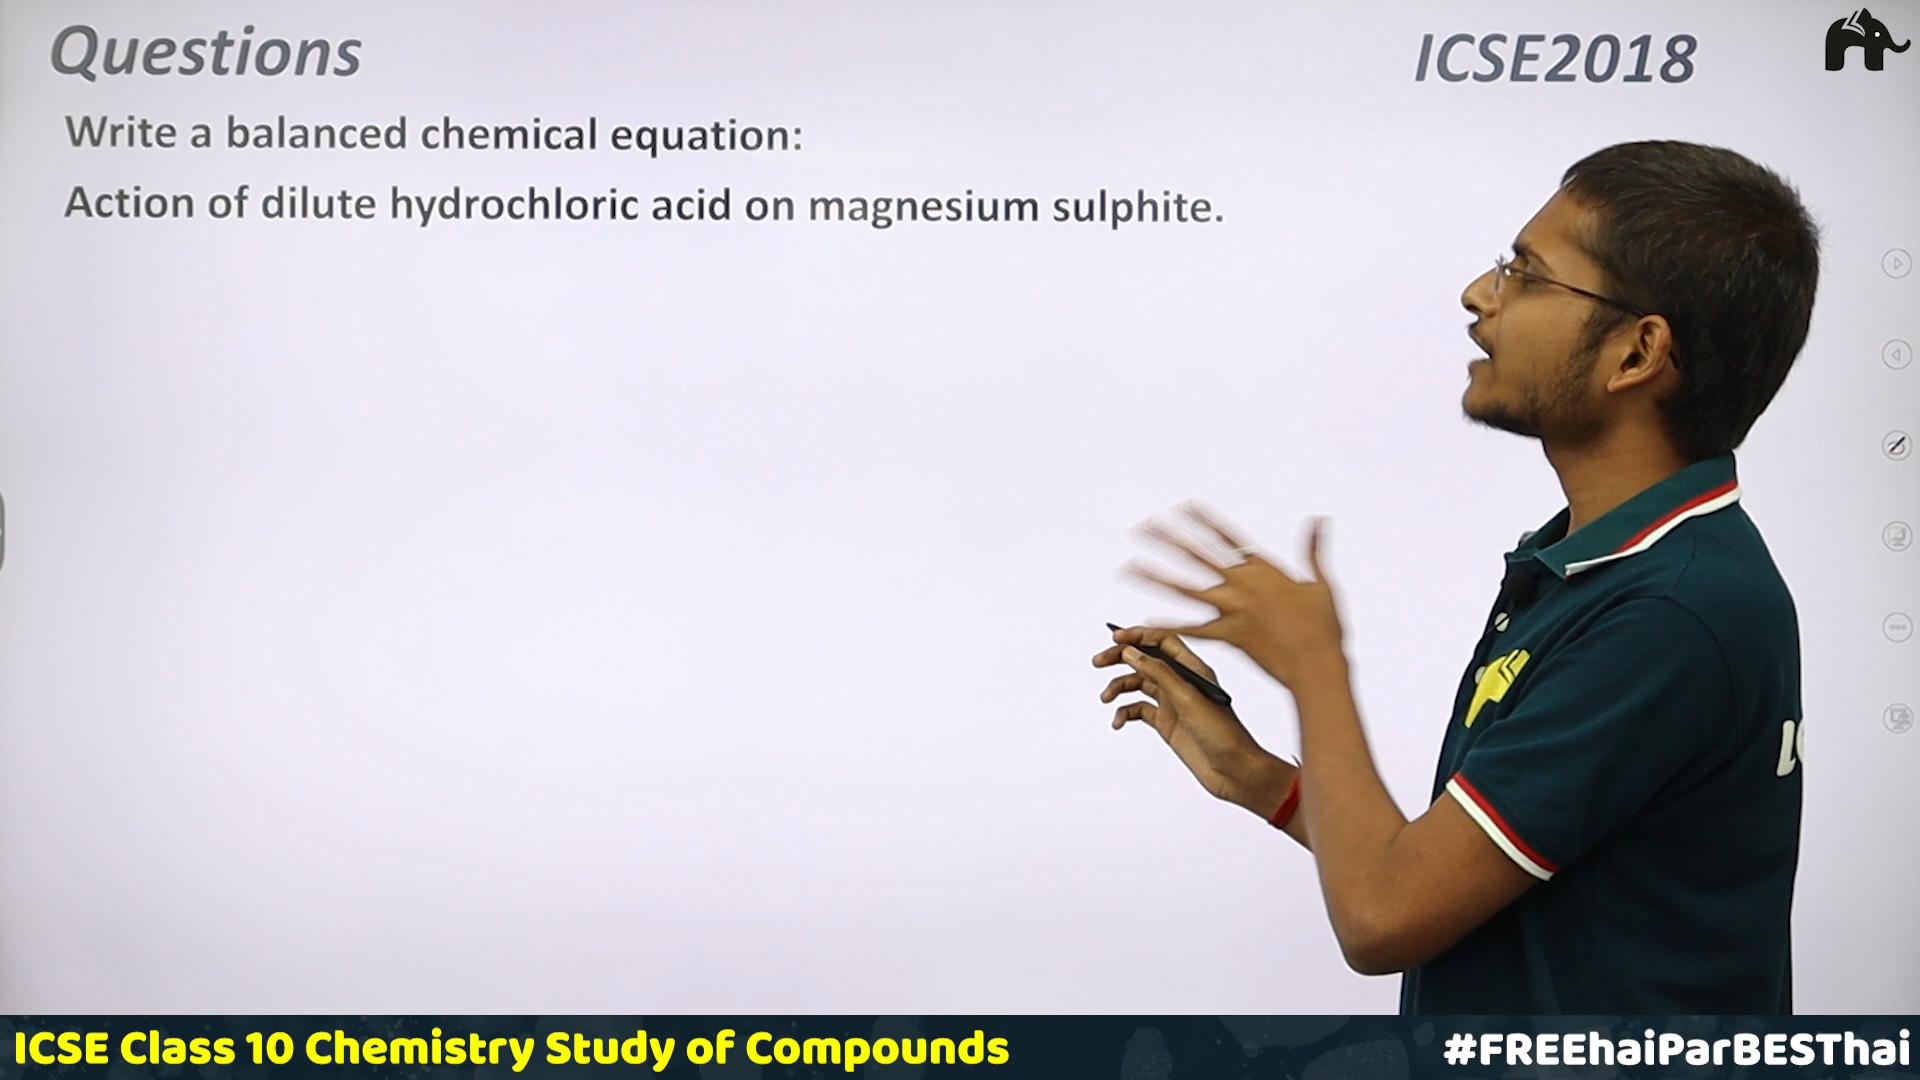 Questions
ICSE2018
Write a balanced chemical equation:
Action of dilute hydrochloric acid on magnesium sulphite.
ICSE Class 10 Chemistry Study of Compounds
#FREEhaiParBESThai